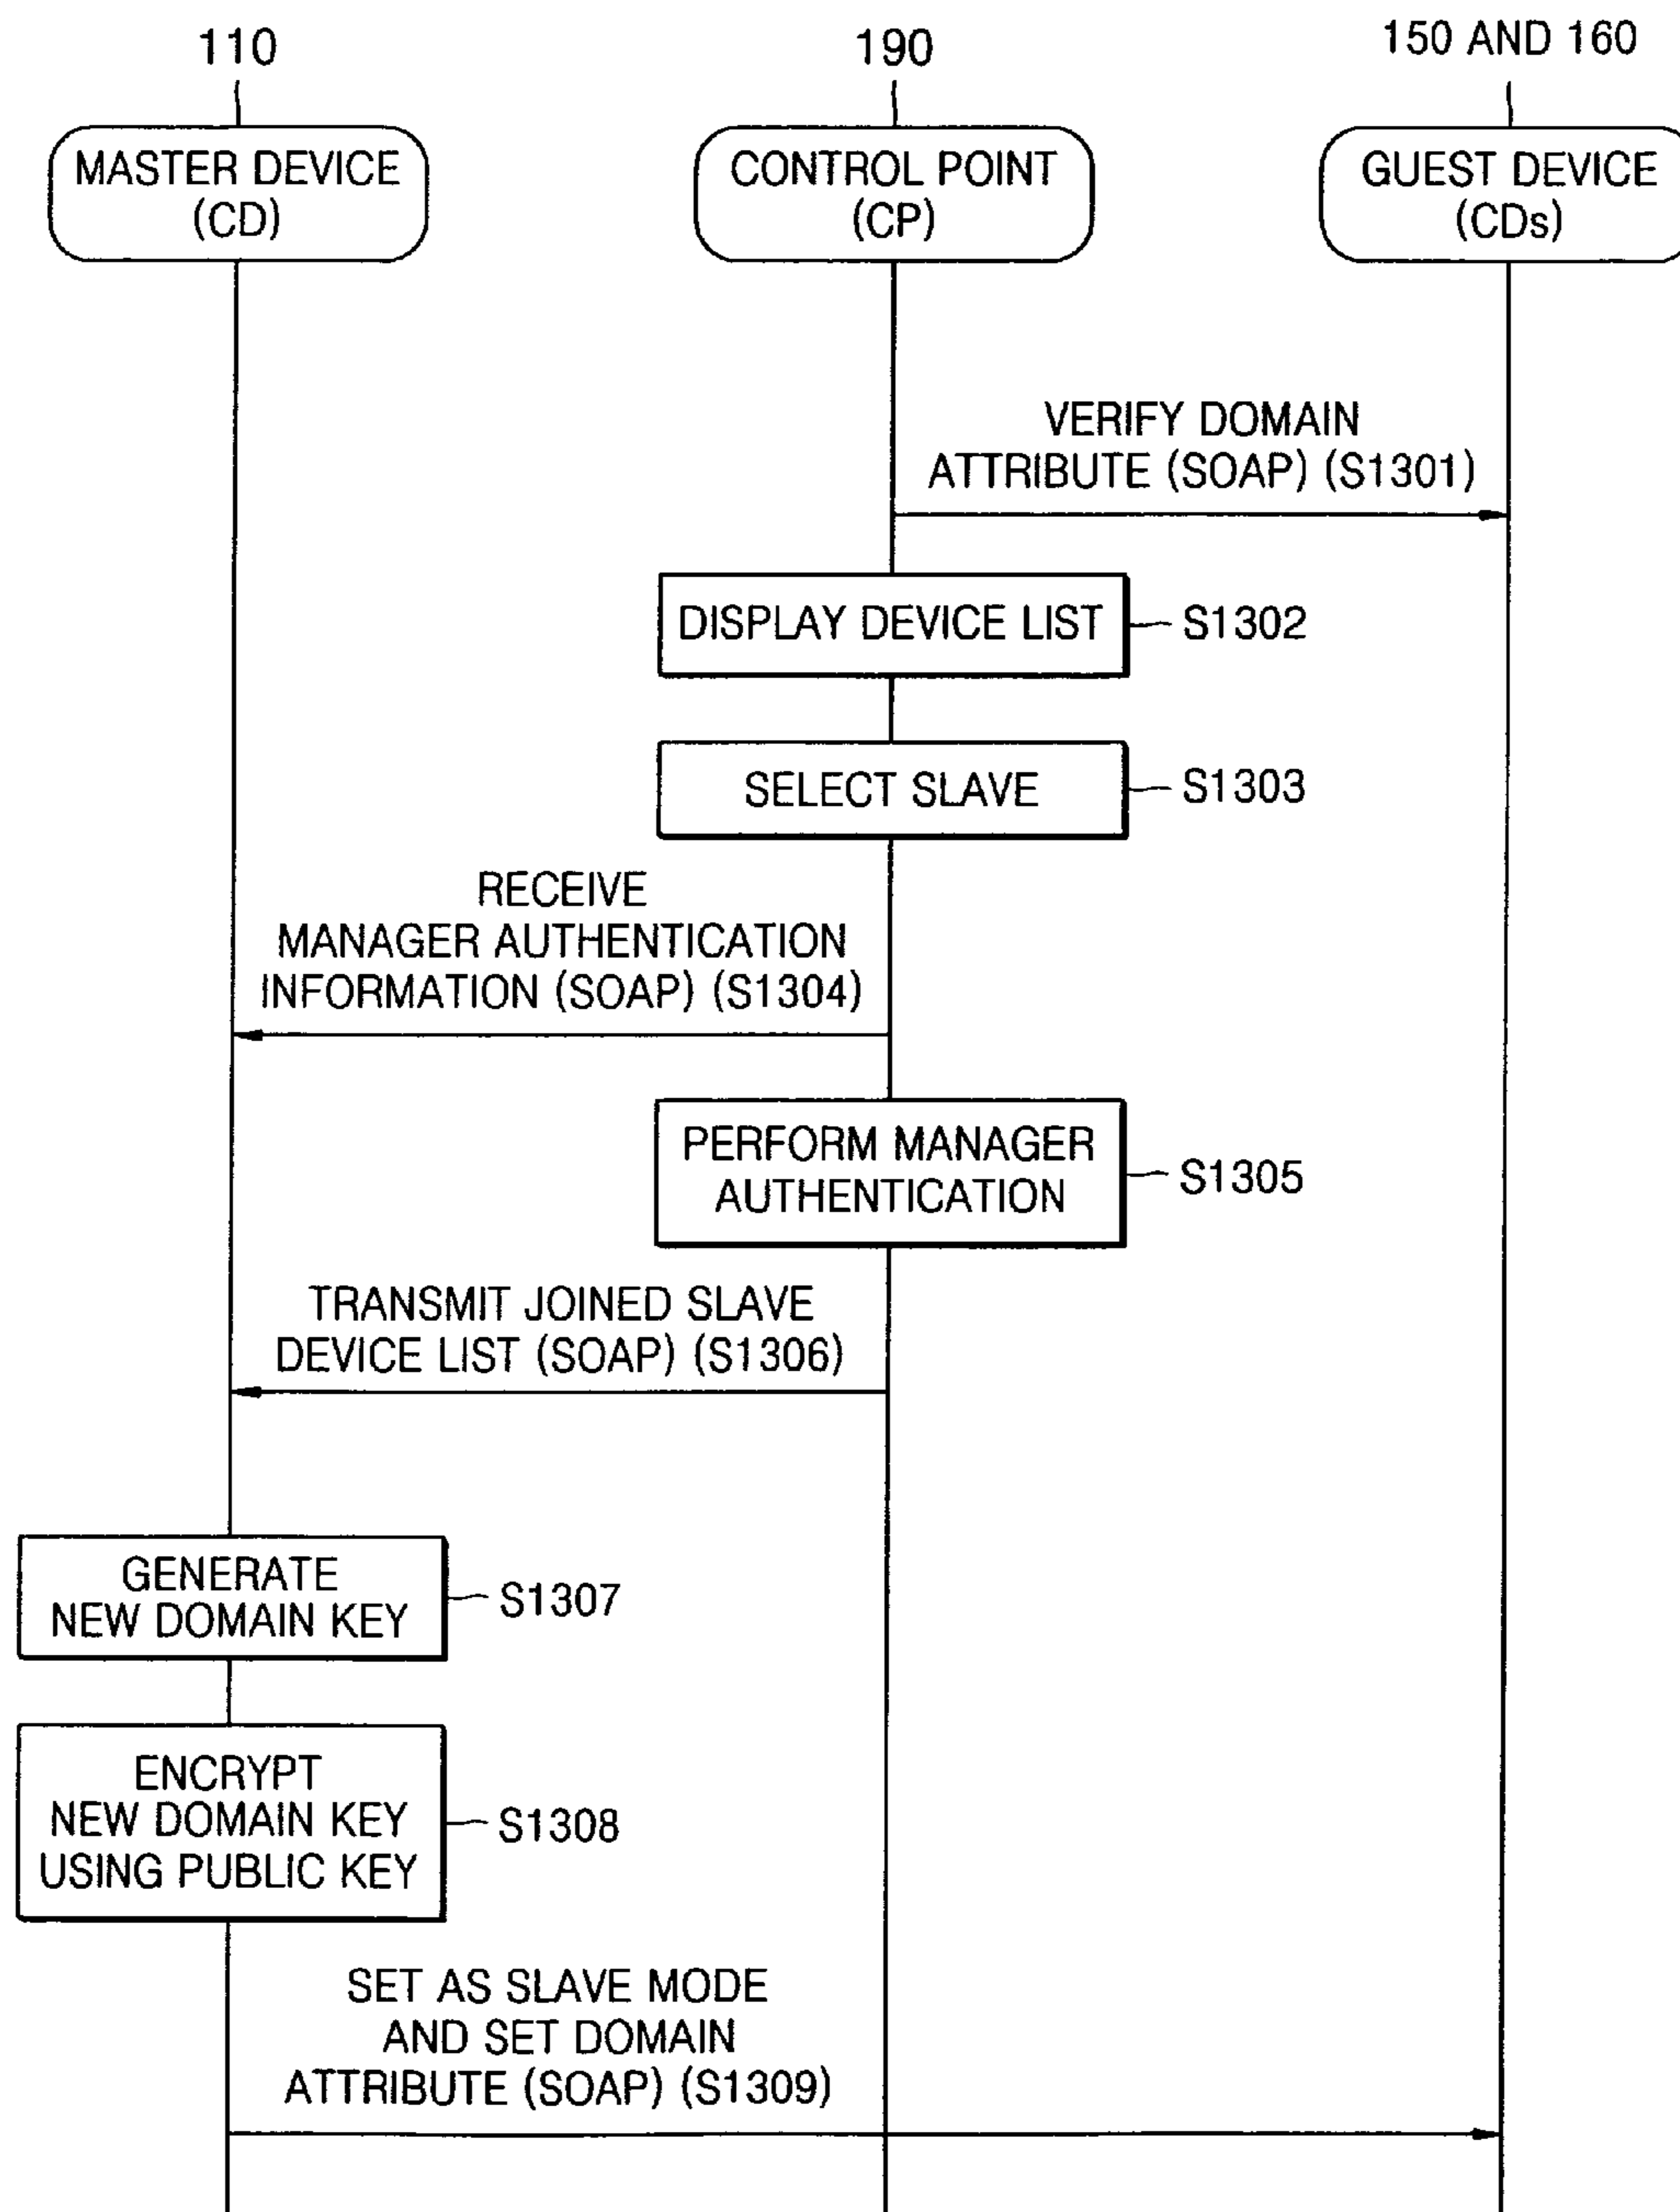 110
190
150 AND 160
MASTER DEVICE
(CD)
CONTROL POINT
(CP)
GUEST DEVICE
(CDs)
VERIFY DOMAIN
ATTRIBUTE (SOAP) (S1301)
DISPLAY DEVICE LIST
S1302
SELECT SLAVE
S1303
RECEIVE
MANAGER AUTHENTICATION
INFORMATION (SOAP) (S1304)
PERFORM MANAGER
AUTHENTICATION
S1305
TRANSMIT JOINED SLAVE
DEVICE LIST (SOAP) (S1306)
GENERATE
NEW DOMAIN KEY
S1307
ENCRYPT
NEW DOMAIN KEY
USING PUBLIC KEY
S1308
SET AS SLAVE MODE
AND SET DOMAIN
ATTRIBUTE (SOAP) (S1309)